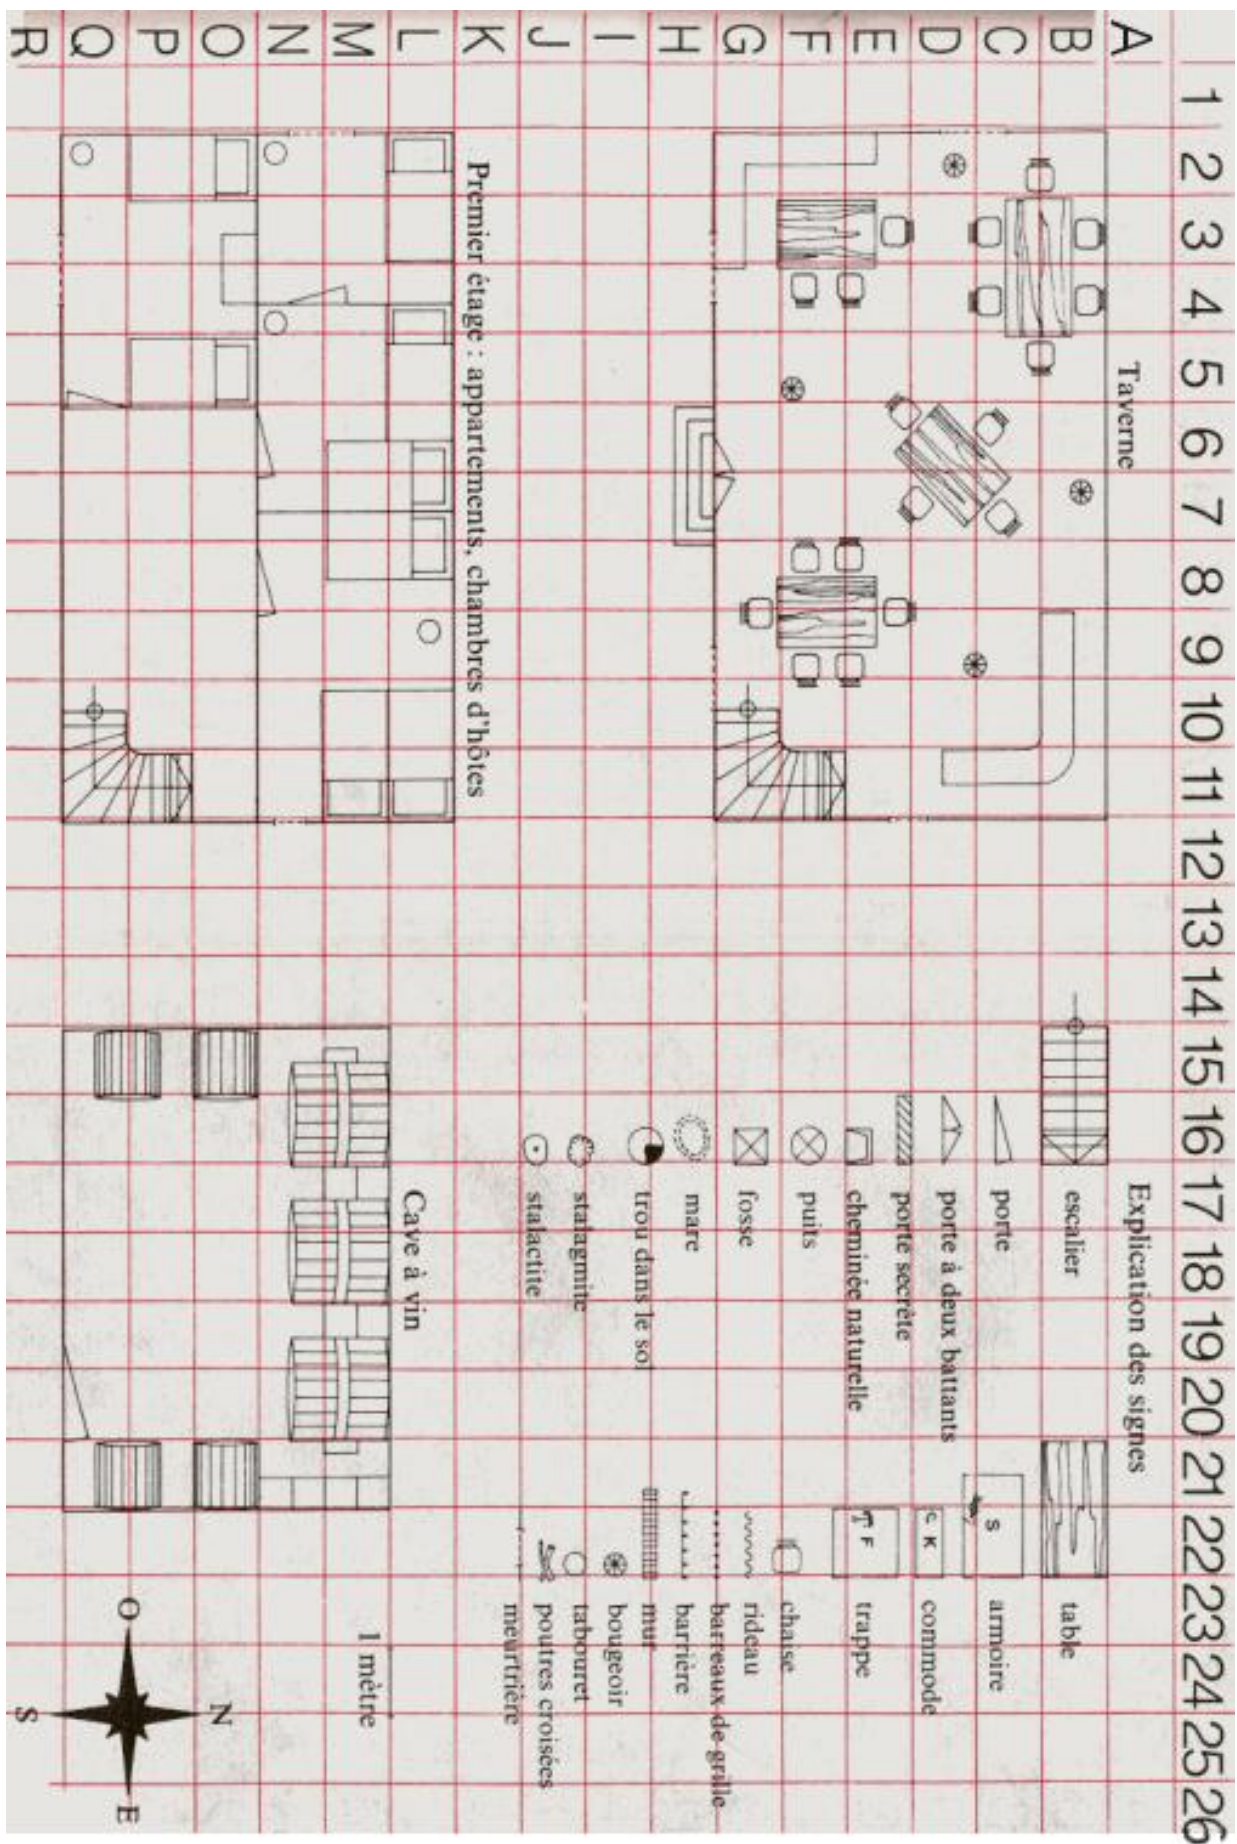 1 2 3 4 5 6 7 8 9 10 11 12 13 14 15 16 17 18 19 20 21 22 23 24 25 26
A
B
C
D
E
F
G
H
I
J
K
L
M
N
O
P
Q
R
Taverne
Premier étage : appartements, chambres d'hôtes
Cave à vin
Explication des signes
escalier
porte
porte à deux battants
porte secrète
cheminée naturelle
puits
fosse
mare
trou dans le sol
stalagmite
stalactite
S
C K
T F
table
armoire
commode
trappe
chaise
rideau
barreaux de grille
barrière
mur
bougeoir
tabouret
poutres croisées
meurtrière
1 mètre
N
O
E
S